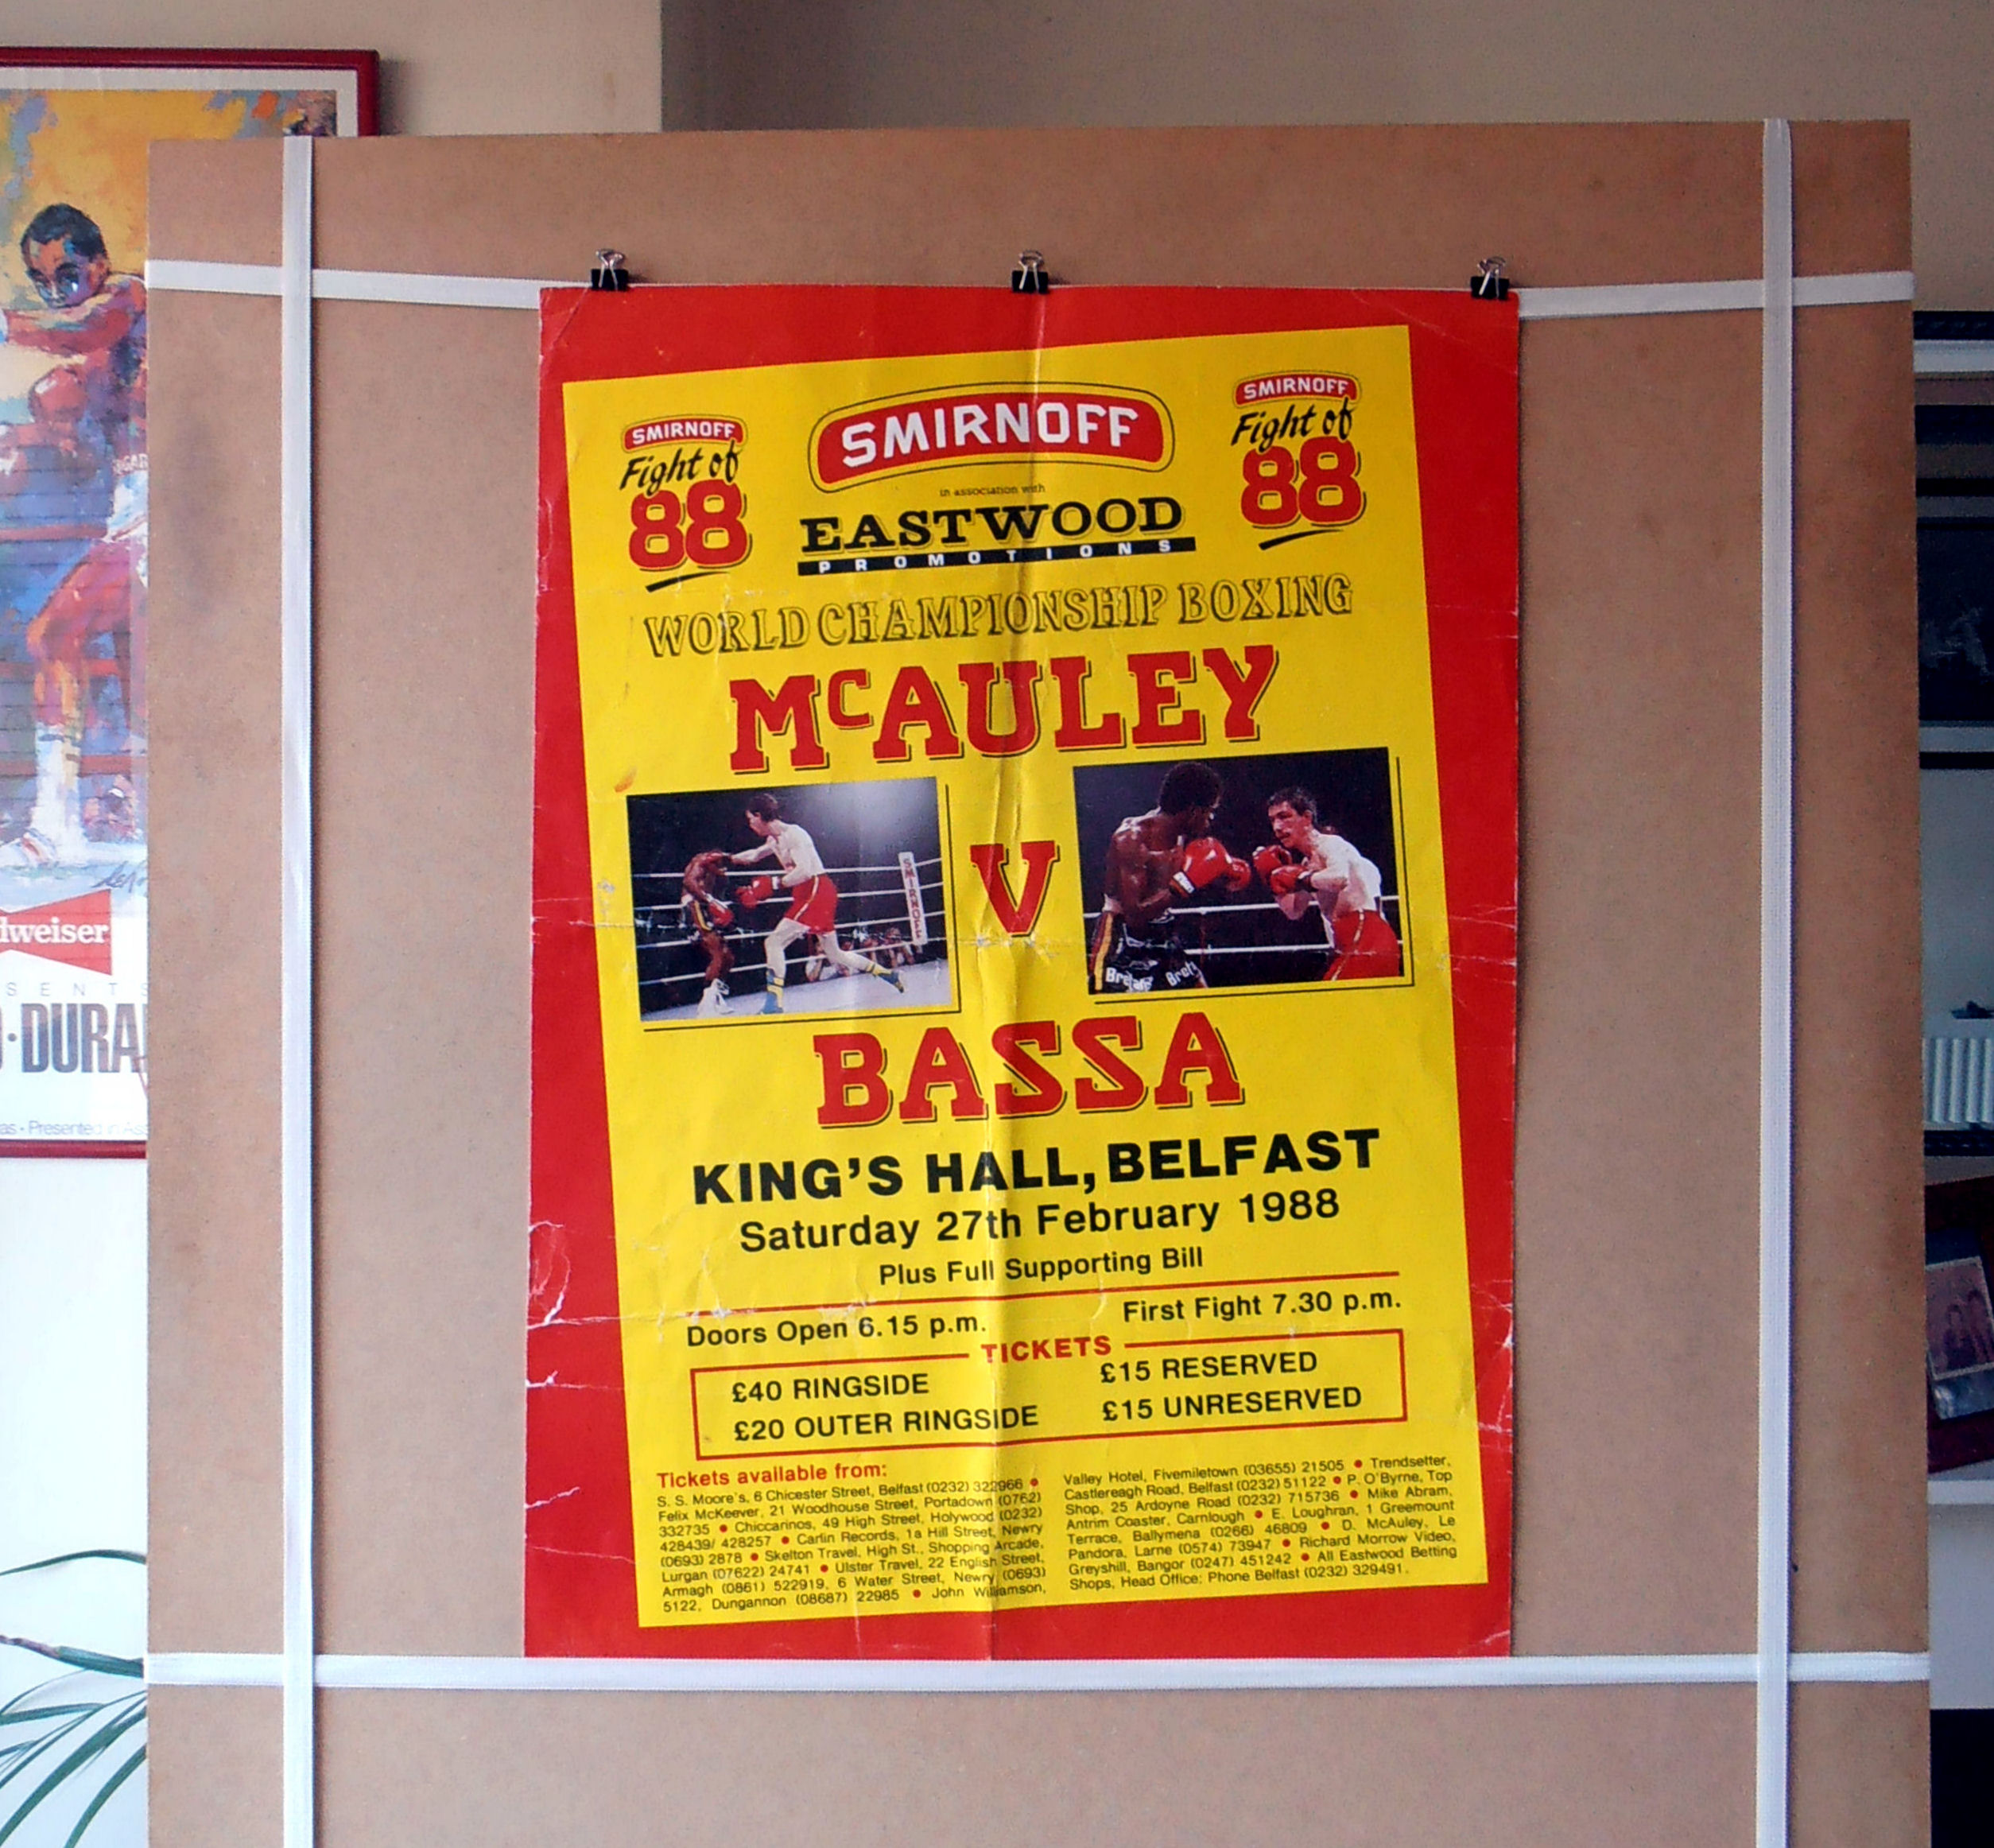 SMIRNOFF
Fight of
88
SMIRNOFF
in association with
EASTWOOD
PROMOTIONS
SMIRNOFF
Fight of
88
WORLD CHAMPIONSHIP BOXING
McAULEY
SMIRNOFF
V
BASSA
KING'S HALL, BELFAST
Saturday 27th February 1988
Plus Full Supporting Bill
Doors Open 6.15 p.m.
First Fight 7.30 p.m.
TICKETS
£40 RINGSIDE
£15 RESERVED
£20 OUTER RINGSIDE
£15 UNRESERVED
Tickets available from:
S. S. Moore's, 6 Chicester Street, Belfast (0232) 322966 •
Felix McKeever, 21 Woodhouse Street, Portadown (0762)
332735 • Chiccarinos, 49 High Street, Holywood (0232)
428439/ 428257 • Carlin Records, 1a Hill Street, Newry
(0693) 2878 • Skelton Travel, High St., Shopping Arcade,
Lurgan (07622) 24741 • Ulster Travel, 22 English Street,
Armagh (0861) 522919, 6 Water Street, Newry (0693)
5122, Dungannon (08687) 22985 • John Williamson,
Valley Hotel, Fivemiletown (03655) 21505 • Trendsetter,
Castlereagh Road, Belfast (0232) 51122 • P. O'Byrne, Top
Shop, 25 Ardoyne Road (0232) 715736 • Mike Abram,
Antrim Coaster, Carnlough • E. Loughran, 1 Greemount
Terrace, Ballymena (0266) 46809 • D. McAuley, Le
Pandora, Larne (0574) 73947 • Richard Morrow Video,
Greyshill, Bangor (0247) 451242 • All Eastwood Betting
Shops, Head Office: Phone Belfast (0232) 329491.
dweiser
SENTS
·DURA
as - Presented in Ass